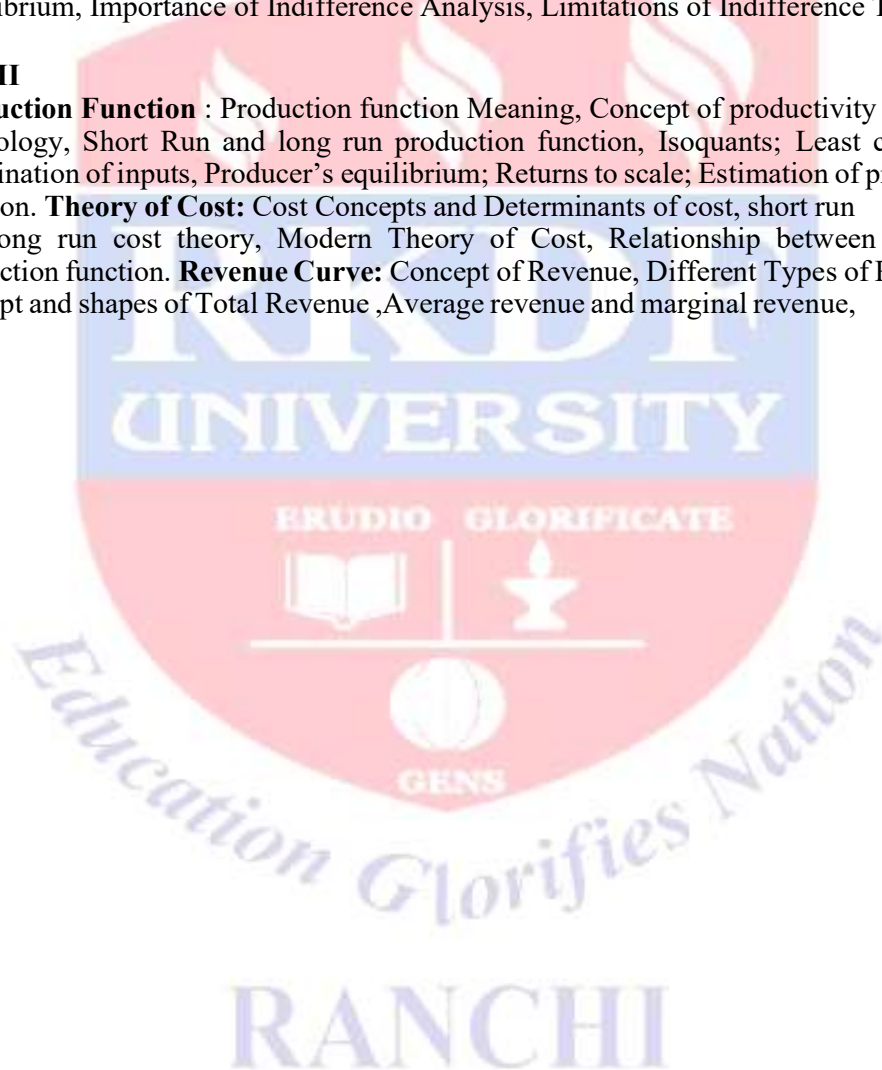 librium, Importance of Indifference Analysis, Limitations of Indifference T
II
uction Function : Production function Meaning, Concept of productivity
ology, Short Run and long run production function, Isoquants; Least c
ination of inputs, Producer’s equilibrium; Returns to scale; Estimation of p
on. Theory of Cost: Cost Concepts and Determinants of cost, short run
ong run cost theory, Modern Theory of Cost, Relationship between
ction function. Revenue Curve: Concept of Revenue, Different Types of
pt and shapes of Total Revenue ,Average revenue and marginal revenue,
RKDF
UNIVERSITY
ERUDIO GLORIFICATE
GENS
Education Glorifies Nation
RANCHI